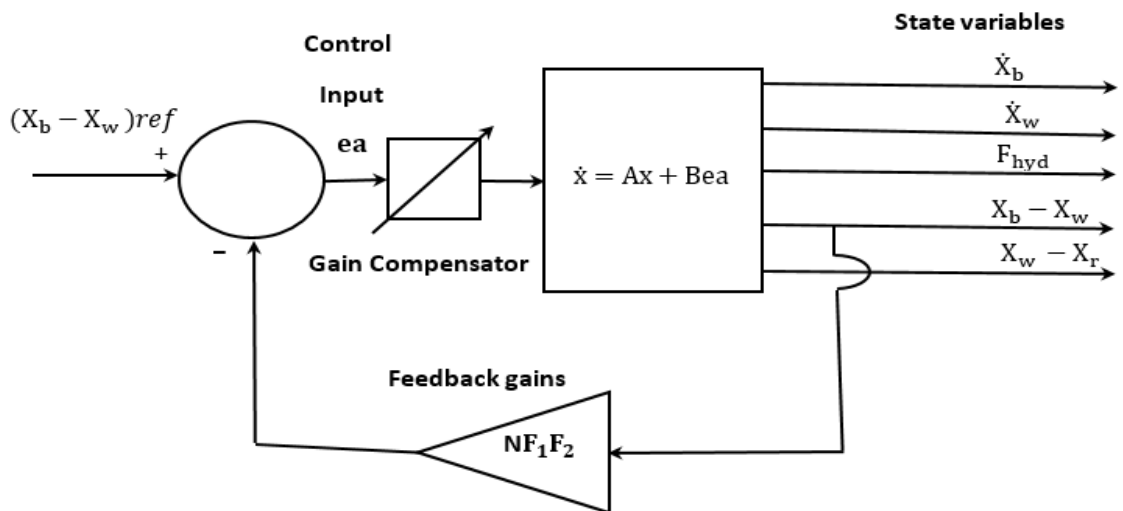 State variables
Control
Input
ea
(X_b − X_w)ref
+
−
Gain Compensator
ẋ = Ax + Bea
Ẋ_b
Ẋ_w
F_hyd
X_b − X_w
X_w − X_r
Feedback gains
NF₁F₂